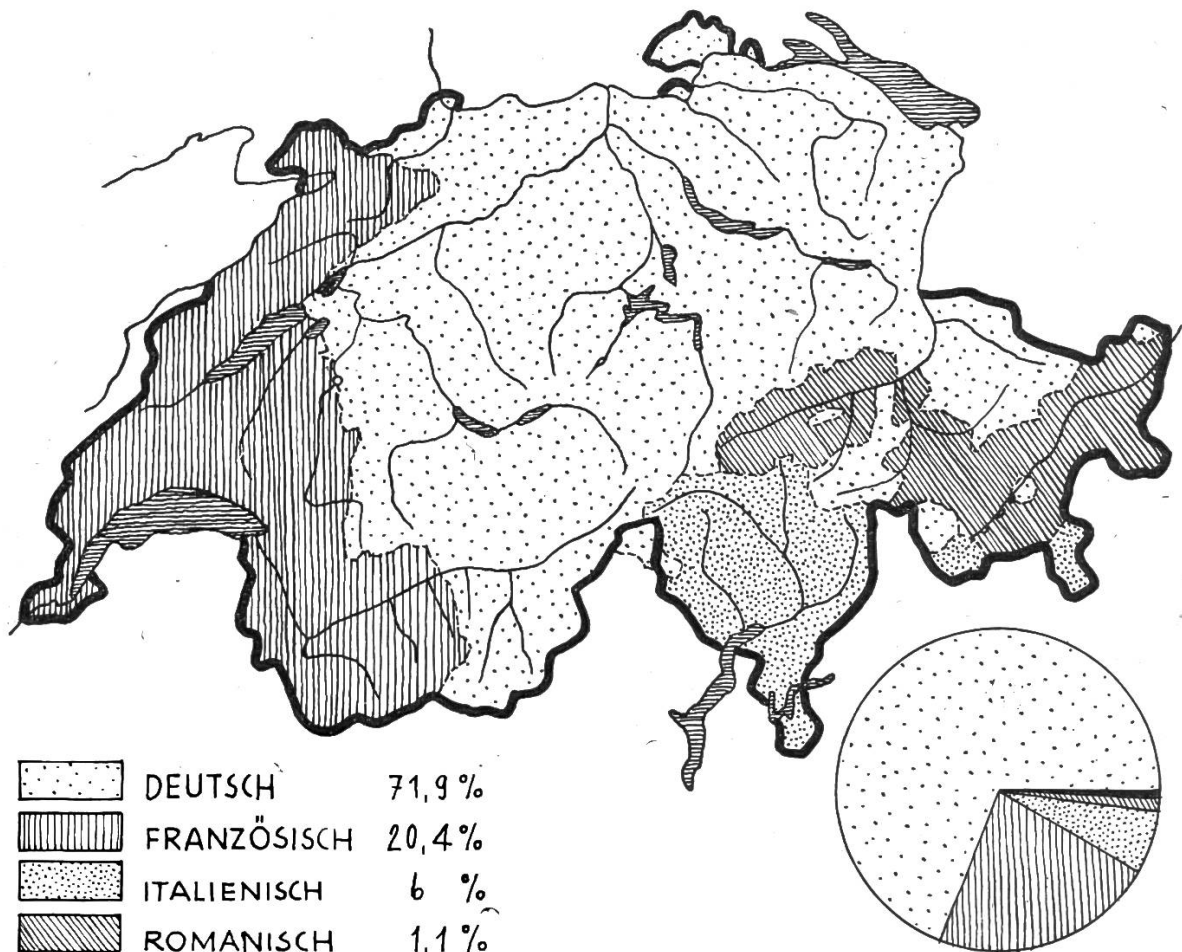 DEUTSCH 71,9 %
FRANZÖSISCH 20,4 %
ITALIENISCH 6 %
ROMANISCH 1,1 %